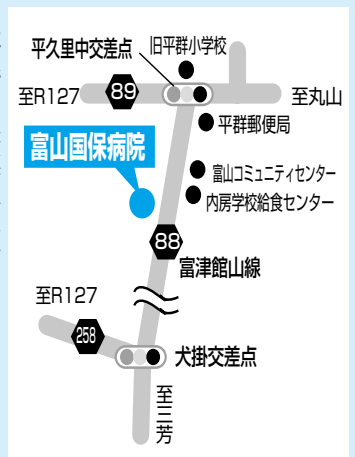 平久里中交差点
旧平群小学校
至R127
89
至丸山
平群郵便局
富山国保病院
富山コミュニティセンター
内房学校給食センター
88
富津館山線
至R127
258
犬掛交差点
至三芳